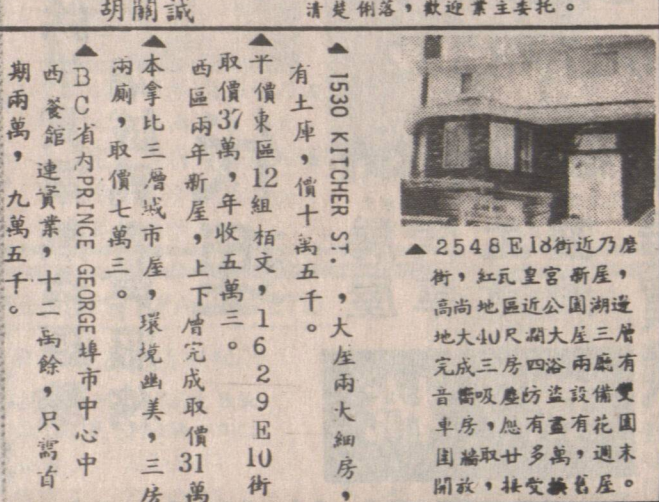 清楚俐落，歡迎業主委托。
胡關誠
▲2548E18街近乃磨
街，紅瓦皇宮新屋，
高尚地區近公園湖邊
地大40尺濶大屋三層
完成三房四浴兩廳有
音嚮吸塵防盜設備雙
車房，怹有盡有花園
圍牆取廿多萬，週末
開放，接受換舊屋。
▲1530 KITCHER ST.，大屋兩大細房，
有土庫，價十萬五千。
▲平價東區12組栢文，1629E10街
取價37萬，年收五萬三。
西區兩年新屋，上下層完成取價31萬
▲本拿比三層城市屋，環境幽美，三房
兩廁，取價七萬三。
▲BC省內PRINCE GEORGE埠市中心中
西餐館連實業，十二萬餘，只需首
期兩萬，九萬五千。